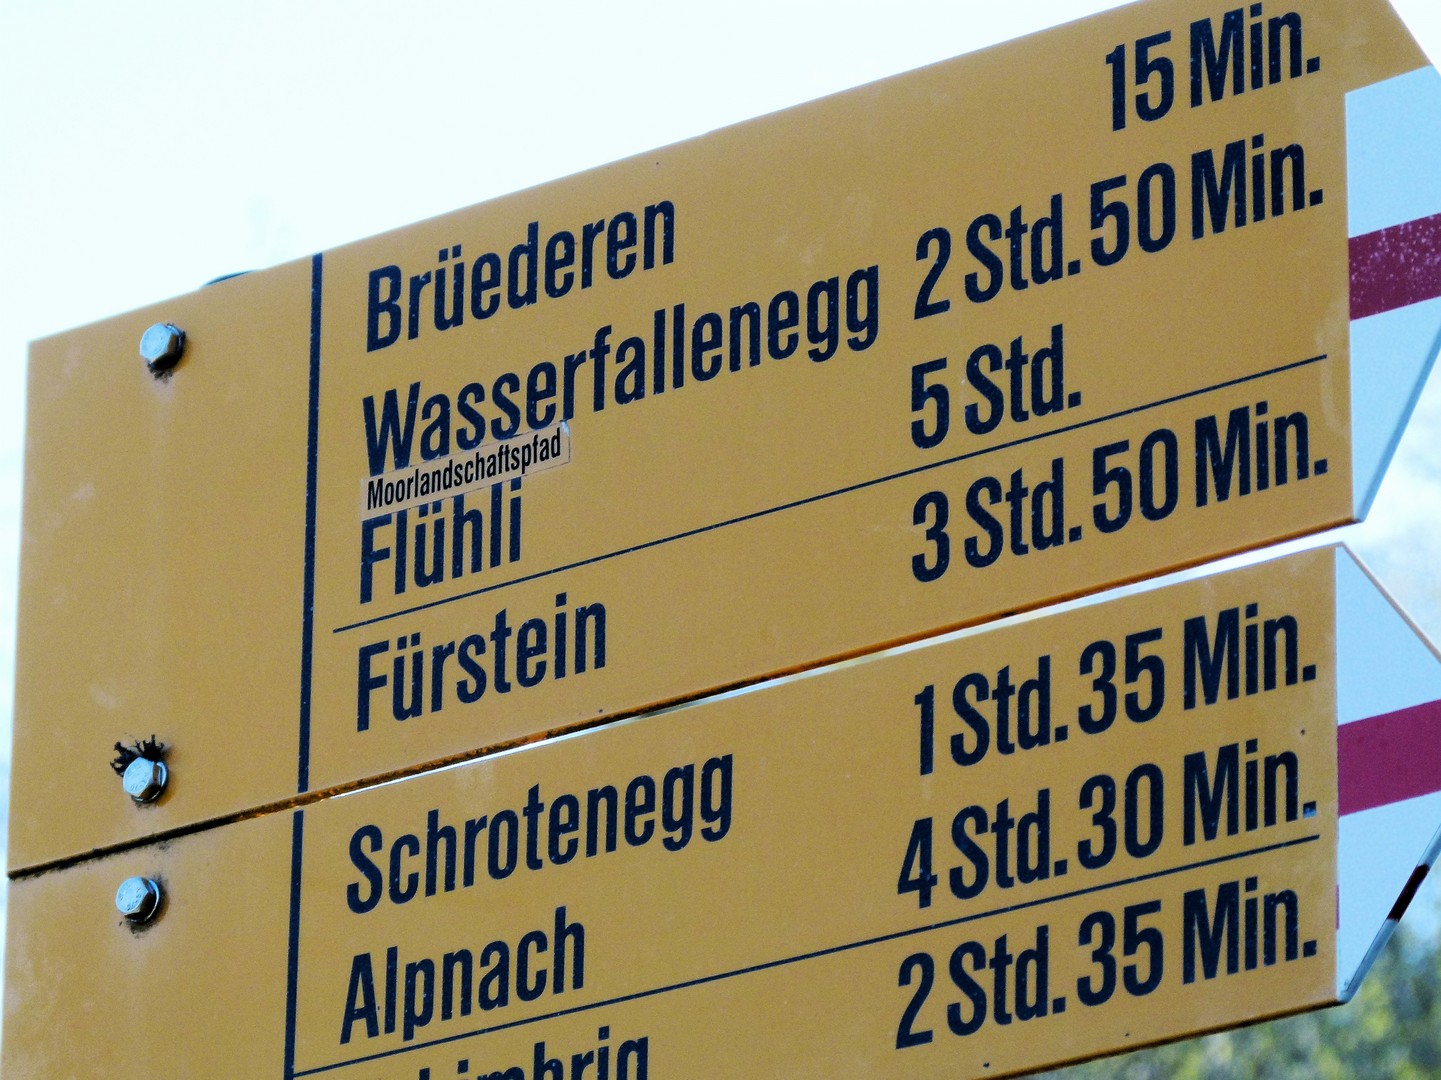 Brüederen 15 Min.
Wasserfallenegg 2 Std. 50 Min.
Moorlandschaftspfad
Flühli 5 Std.
Fürstein 3 Std. 50 Min.
Schrotenegg 1 Std. 35 Min.
Alpnach 4 Std. 30 Min.
2 Std. 35 Min.